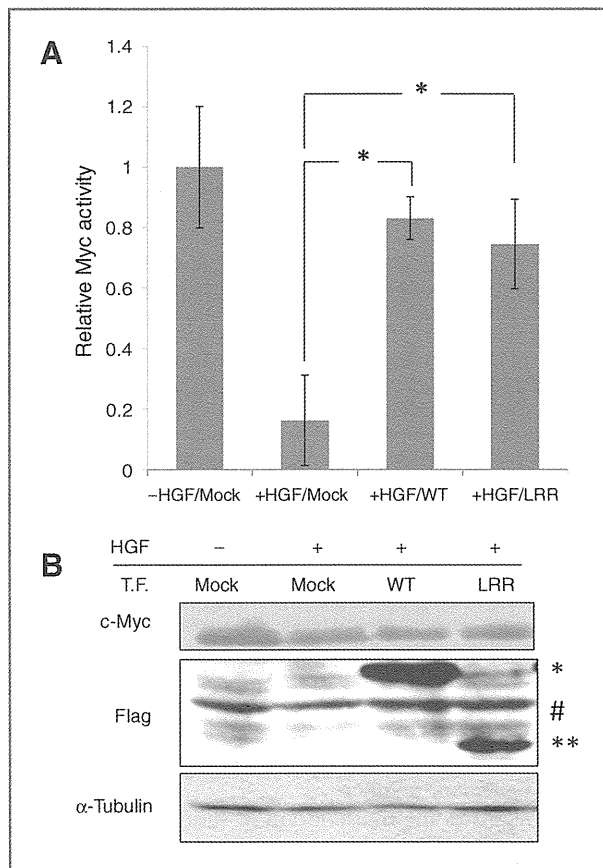 A
Relative Myc activity
1.4
1.2
1
0.8
0.6
0.4
0.2
0
*
*
−HGF/Mock +HGF/Mock +HGF/WT +HGF/LRR
B
HGF − + + +
T.F. Mock Mock WT LRR
c-Myc
Flag
*
#
**
α-Tubulin